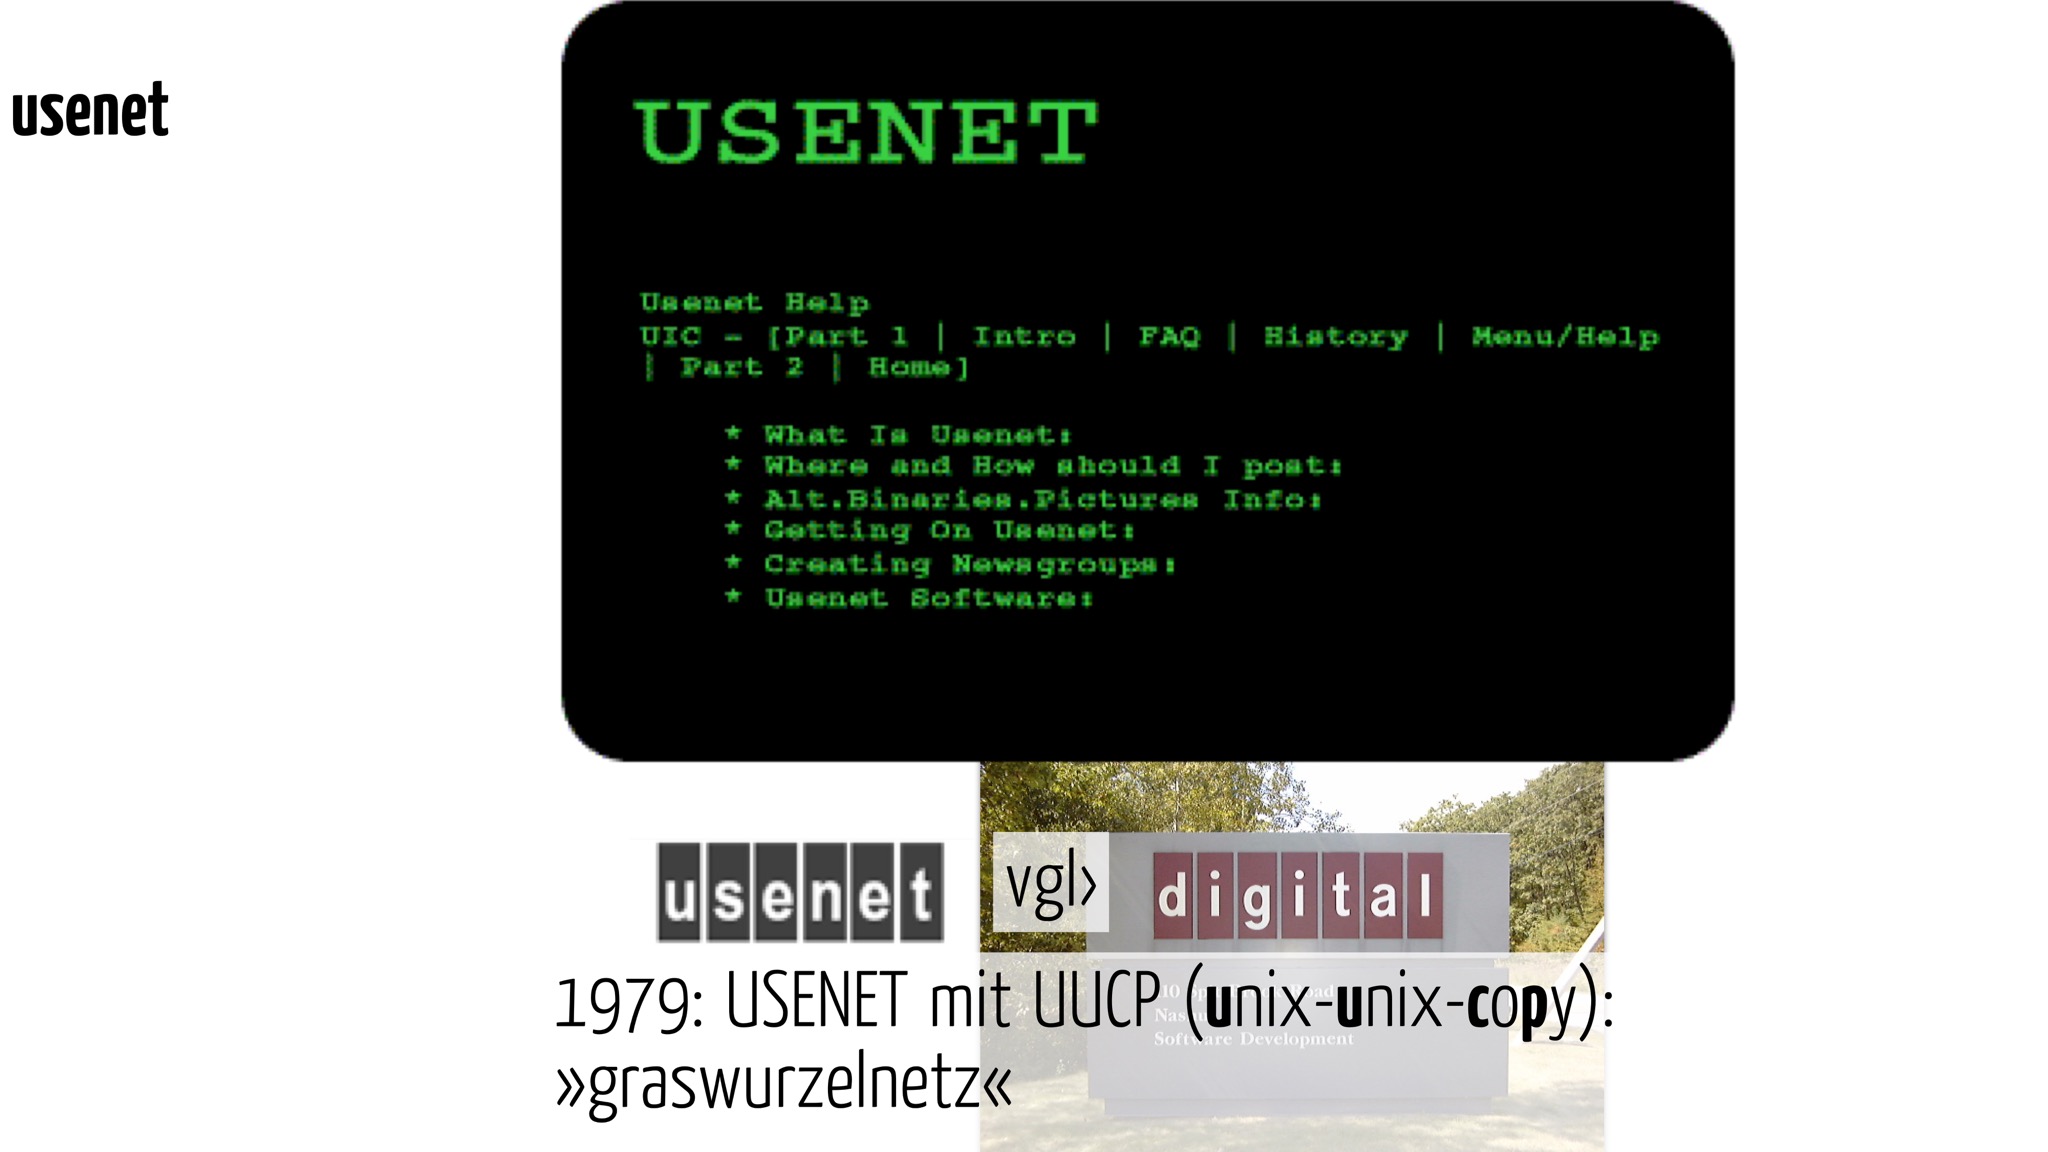 usenet
USENET
Usenet Help
UIC - [Part 1 | Intro | FAQ | History | Menu/Help
| Part 2 | Home]
* What Is Usenet:
* Where and How should I post:
* Alt.Binaries.Pictures Info:
* Getting On Usenet:
* Creating Newsgroups:
* Usenet Software:
usenet
vgl›
digital
1979: USENET mit UUCP (unix-unix-copy):
»graswurzelnetz«
Software Development